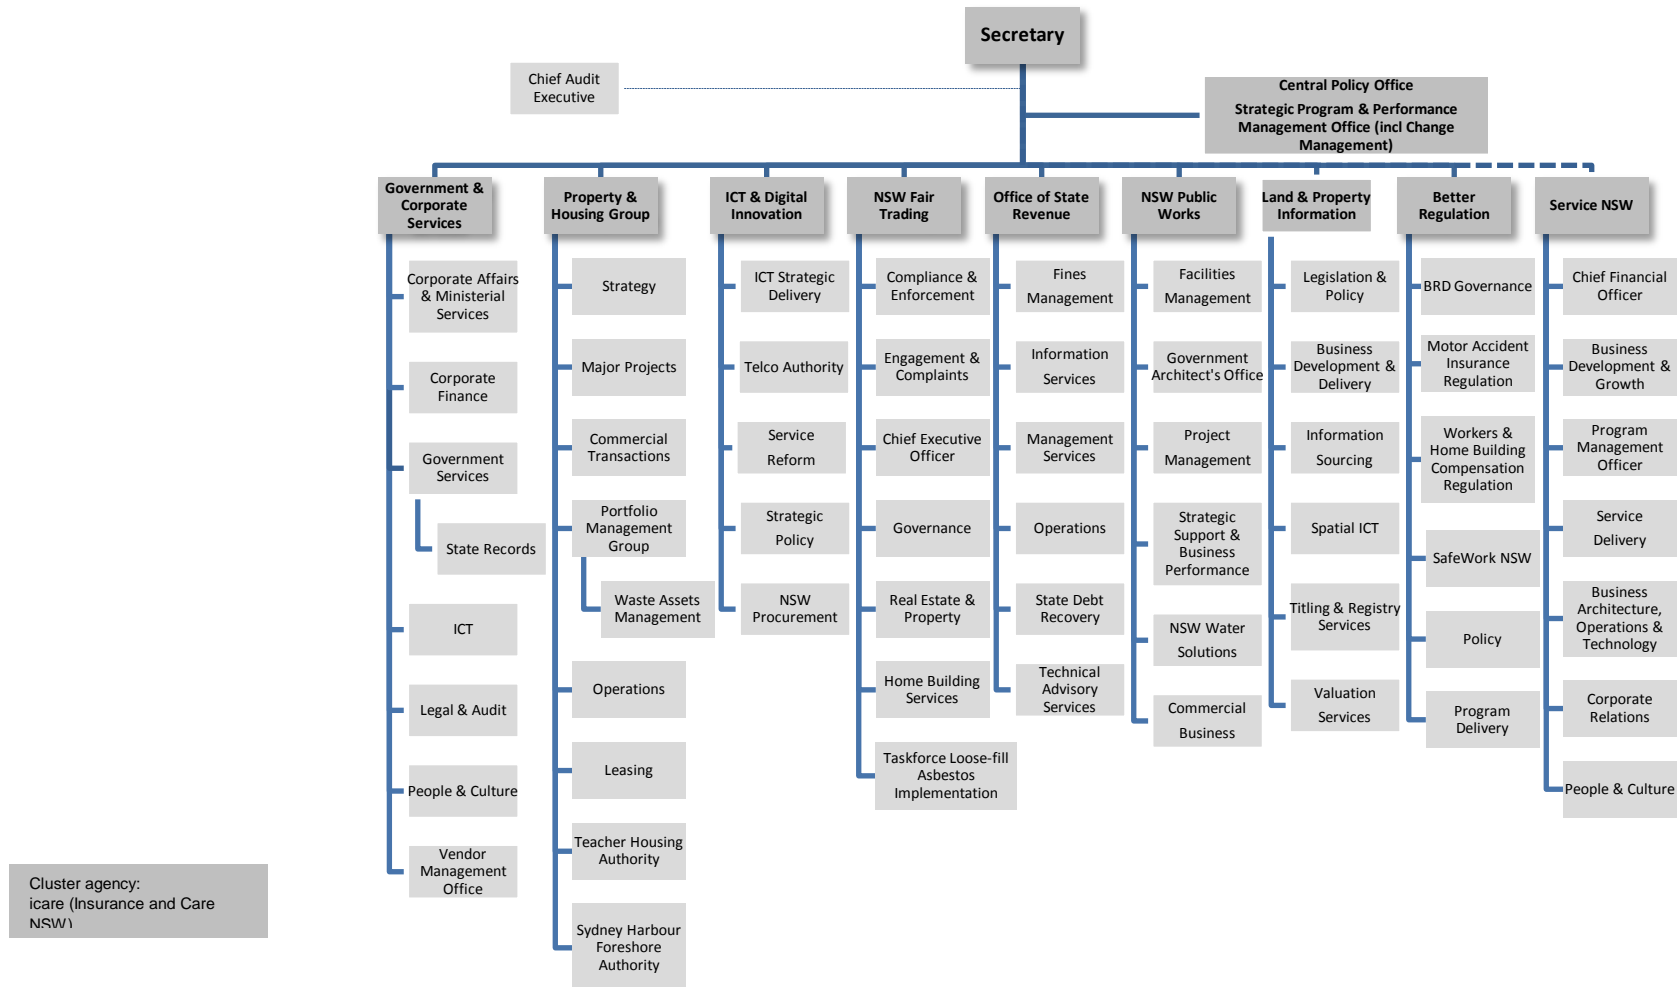 Secretary
Chief Audit
Executive
Central Policy Office
Strategic Program & Performance
Management Office (incl Change
Management)
Government &
Corporate
Services
Property &
Housing Group
ICT & Digital
Innovation
NSW Fair
Trading
Office of State
Revenue
NSW Public
Works
Land & Property
Information
Better
Regulation
Service NSW
Corporate Affairs
& Ministerial
Services
Corporate
Finance
Government
Services
State Records
ICT
Legal & Audit
People & Culture
Vendor
Management
Office
Strategy
Major Projects
Commercial
Transactions
Portfolio
Management
Group
Waste Assets
Management
Operations
Leasing
Teacher Housing
Authority
Sydney Harbour
Foreshore
Authority
ICT Strategic
Delivery
Telco Authority
Service
Reform
Strategic
Policy
NSW
Procurement
Compliance &
Enforcement
Engagement &
Complaints
Chief Executive
Officer
Governance
Real Estate &
Property
Home Building
Services
Taskforce Loose-fill
Asbestos
Implementation
Fines
Management
Information
Services
Management
Services
Operations
State Debt
Recovery
Technical
Advisory
Services
Facilities
Management
Government
Architect's Office
Project
Management
Strategic
Support &
Business
Performance
NSW Water
Solutions
Commercial
Business
Legislation &
Policy
Business
Development &
Delivery
Information
Sourcing
Spatial ICT
Titling & Registry
Services
Valuation
Services
BRD Governance
Motor Accident
Insurance
Regulation
Workers &
Home Building
Compensation
Regulation
SafeWork NSW
Policy
Program
Delivery
Chief Financial
Officer
Business
Development &
Growth
Program
Management
Officer
Service
Delivery
Business
Architecture,
Operations &
Technology
Corporate
Relations
People & Culture
Cluster agency:
icare (Insurance and Care
NSW)